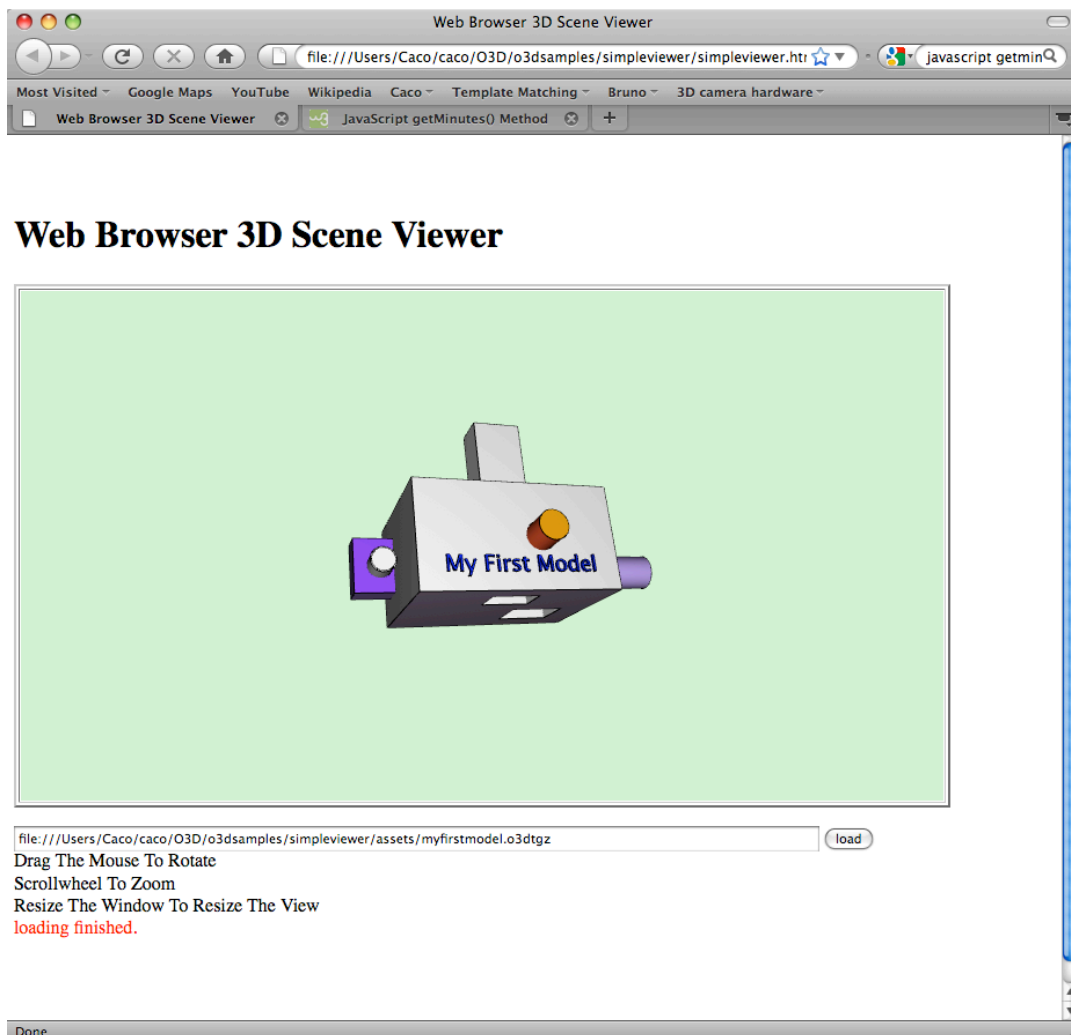 Web Browser 3D Scene Viewer
file:///Users/Caco/caco/O3D/o3dsamples/simpleviewer/simpleviewer.htr
javascript getmin
Most Visited Google Maps YouTube Wikipedia Caco Template Matching Bruno 3D camera hardware
Web Browser 3D Scene Viewer JavaScript getMinutes() Method
Web Browser 3D Scene Viewer
My First Model
file:///Users/Caco/caco/O3D/o3dsamples/simpleviewer/assets/myfirstmodel.o3dtgz load
Drag The Mouse To Rotate
Scrollwheel To Zoom
Resize The Window To Resize The View
loading finished.
Done